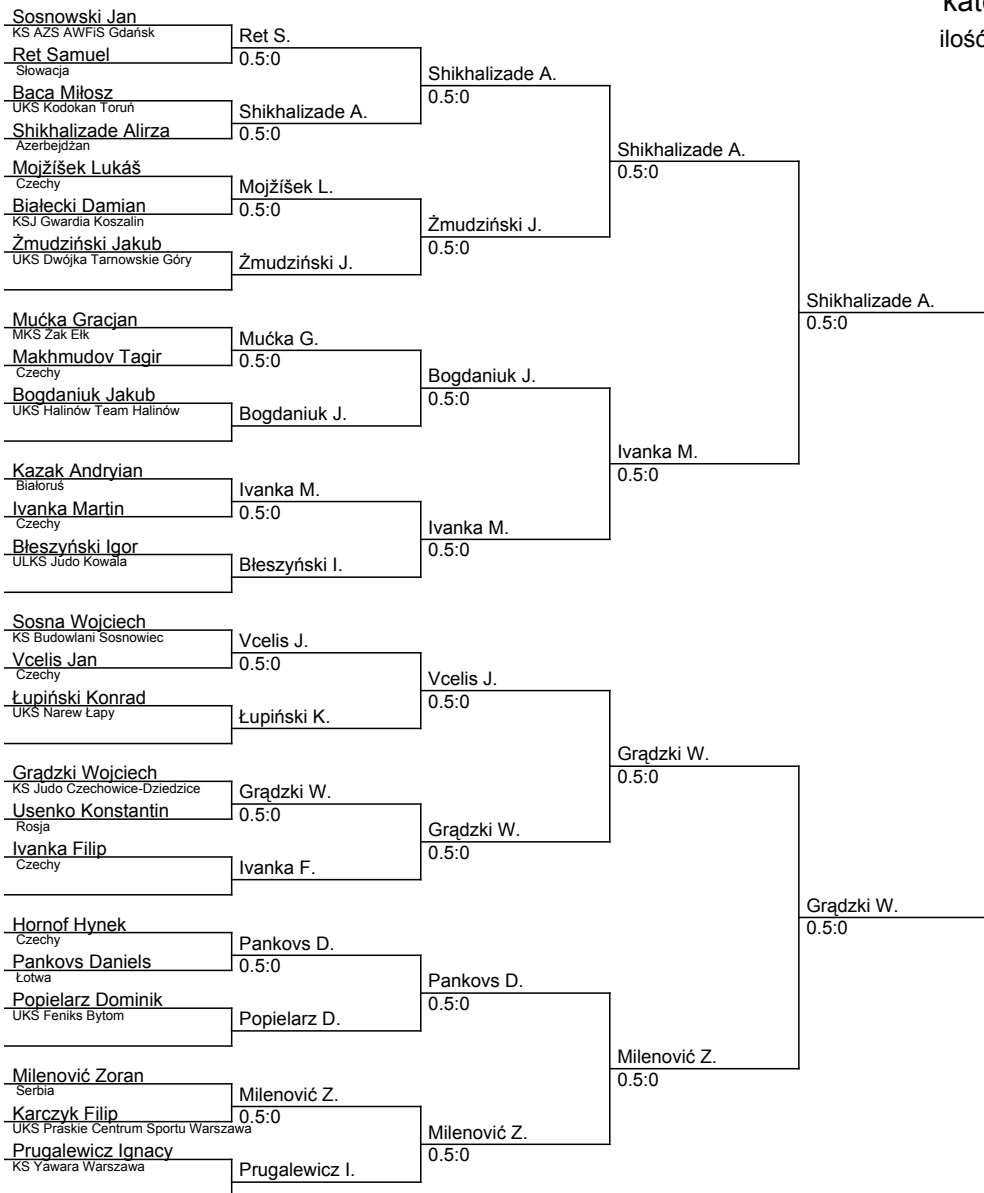 kat
ilość
Sosnowski Jan
KS AZS AWFiS Gdańsk
Ret Samuel
Słowacja
Baca Miłosz
UKS Kodokan Toruń
Shikhalizade Alirza
Azerbejdżan
Mojžíšek Lukáš
Czechy
Białecki Damian
KSJ Gwardia Koszalin
Żmudziński Jakub
UKS Dwójka Tarnowskie Góry
Mućka Gracjan
MKS Żak Ełk
Makhmudov Tagir
Czechy
Bogdaniuk Jakub
UKS Halinów Team Halinów
Kazak Andryian
Białoruś
Ivanka Martin
Czechy
Błeszyński Igor
ULKS Judo Kowala
Sosna Wojciech
KS Budowlani Sosnowiec
Vcelis Jan
Czechy
Łupiński Konrad
UKS Narew Łapy
Grądzki Wojciech
KS Judo Czechowice-Dziedzice
Usenko Konstantin
Rosja
Ivanka Filip
Czechy
Hornof Hynek
Czechy
Pankovs Daniels
Łotwa
Popielarz Dominik
UKS Feniks Bytom
Milenović Zoran
Serbia
Karczyk Filip
UKS Praskie Centrum Sportu Warszawa
Prugalewicz Ignacy
KS Yawara Warszawa
Ret S.
0.5:0
Shikhalizade A.
0.5:0
Mojžíšek L.
0.5:0
Żmudziński J.
Mućka G.
0.5:0
Bogdaniuk J.
Ivanka M.
0.5:0
Błeszyński I.
Vcelis J.
0.5:0
Łupiński K.
Grądzki W.
0.5:0
Ivanka F.
Pankovs D.
0.5:0
Popielarz D.
Milenović Z.
0.5:0
Prugalewicz I.
Shikhalizade A.
0.5:0
Żmudziński J.
0.5:0
Bogdaniuk J.
0.5:0
Ivanka M.
0.5:0
Vcelis J.
0.5:0
Grądzki W.
0.5:0
Pankovs D.
0.5:0
Milenović Z.
0.5:0
Shikhalizade A.
0.5:0
Ivanka M.
0.5:0
Grądzki W.
0.5:0
Milenović Z.
0.5:0
Shikhalizade A.
0.5:0
Grądzki W.
0.5:0